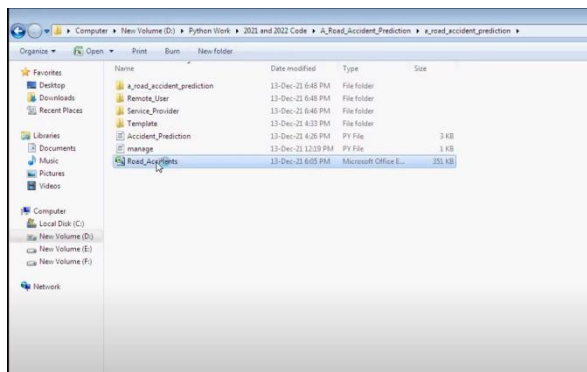 Computer ▸ New Volume (D:) ▸ Python Work ▸ 2021 and 2022 Code ▸ A_Road_Accident_Prediction ▸ a_road_accident_prediction ▸
Organize Open Print Burn New folder
Name Date modified Type Size
Favorites
Desktop
Downloads
Recent Places
Libraries
Documents
Music
Pictures
Videos
Computer
Local Disk (C:)
New Volume (D:)
New Volume (E:)
New Volume (F:)
Network
a_road_accident_prediction 13-Dec-21 6:48 PM File folder
Remote_User 13-Dec-21 6:48 PM File folder
Service_Provider 13-Dec-21 6:46 PM File folder
Template 13-Dec-21 4:33 PM File folder
Accident_Prediction 13-Dec-21 4:26 PM PY File 3 KB
manage 13-Dec-21 12:19 PM PY File 1 KB
Road_Accidents 13-Dec-21 6:05 PM Microsoft Office E... 351 KB